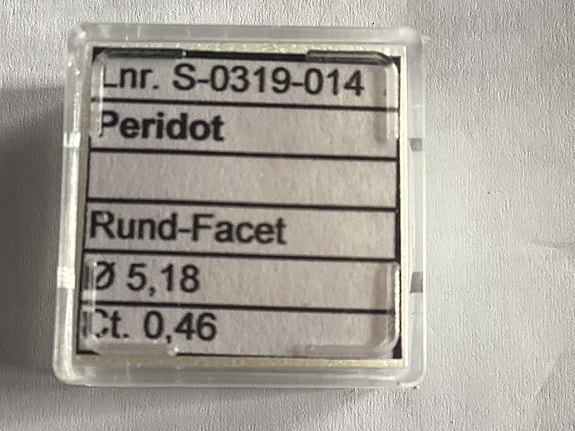 Lnr. S-0319-014
Peridot
Rund-Facet
Ø 5,18
Ct. 0,46